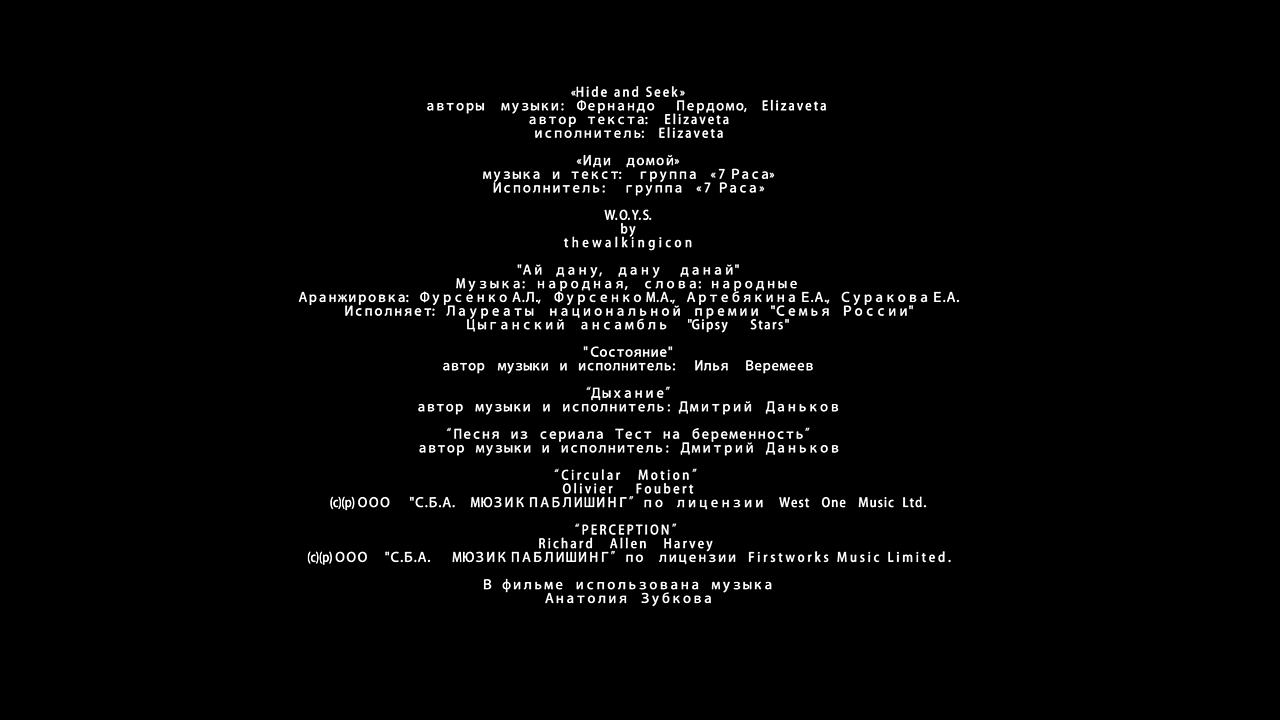 «Hide and Seek»
авторы музыки: Фернандо Пердомо, Elizaveta
автор текста: Elizaveta
исполнитель: Elizaveta
«Иди домой»
музыка и текст: группа «7 Раса»
Исполнитель: группа «7 Раса»
W.O.Y.S.
by
thewalkingicon
"Ай дану, дану данай"
Музыка: народная, слова: народные
Аранжировка: Фурсенко А.Л., Фурсенко М.А., Артебякина Е.А., Суракова Е.А.
Исполняет: Лауреаты национальной премии "Семья России"
Цыганский ансамбль "Gipsy Stars"
"Состояние"
автор музыки и исполнитель: Илья Веремеев
“Дыхание”
автор музыки и исполнитель: Дмитрий Даньков
“Песня из сериала Тест на беременность”
автор музыки и исполнитель: Дмитрий Даньков
“Circular Motion”
Olivier Foubert
(c)(p) ООО "С.Б.А. МЮЗИК ПАБЛИШИНГ” по лицензии West One Music Ltd.
“PERCEPTION”
Richard Allen Harvey
(c)(p) ООО "С.Б.А. МЮЗИК ПАБЛИШИНГ” по лицензии Firstworks Music Limited.
В фильме использована музыка
Анатолия Зубкова